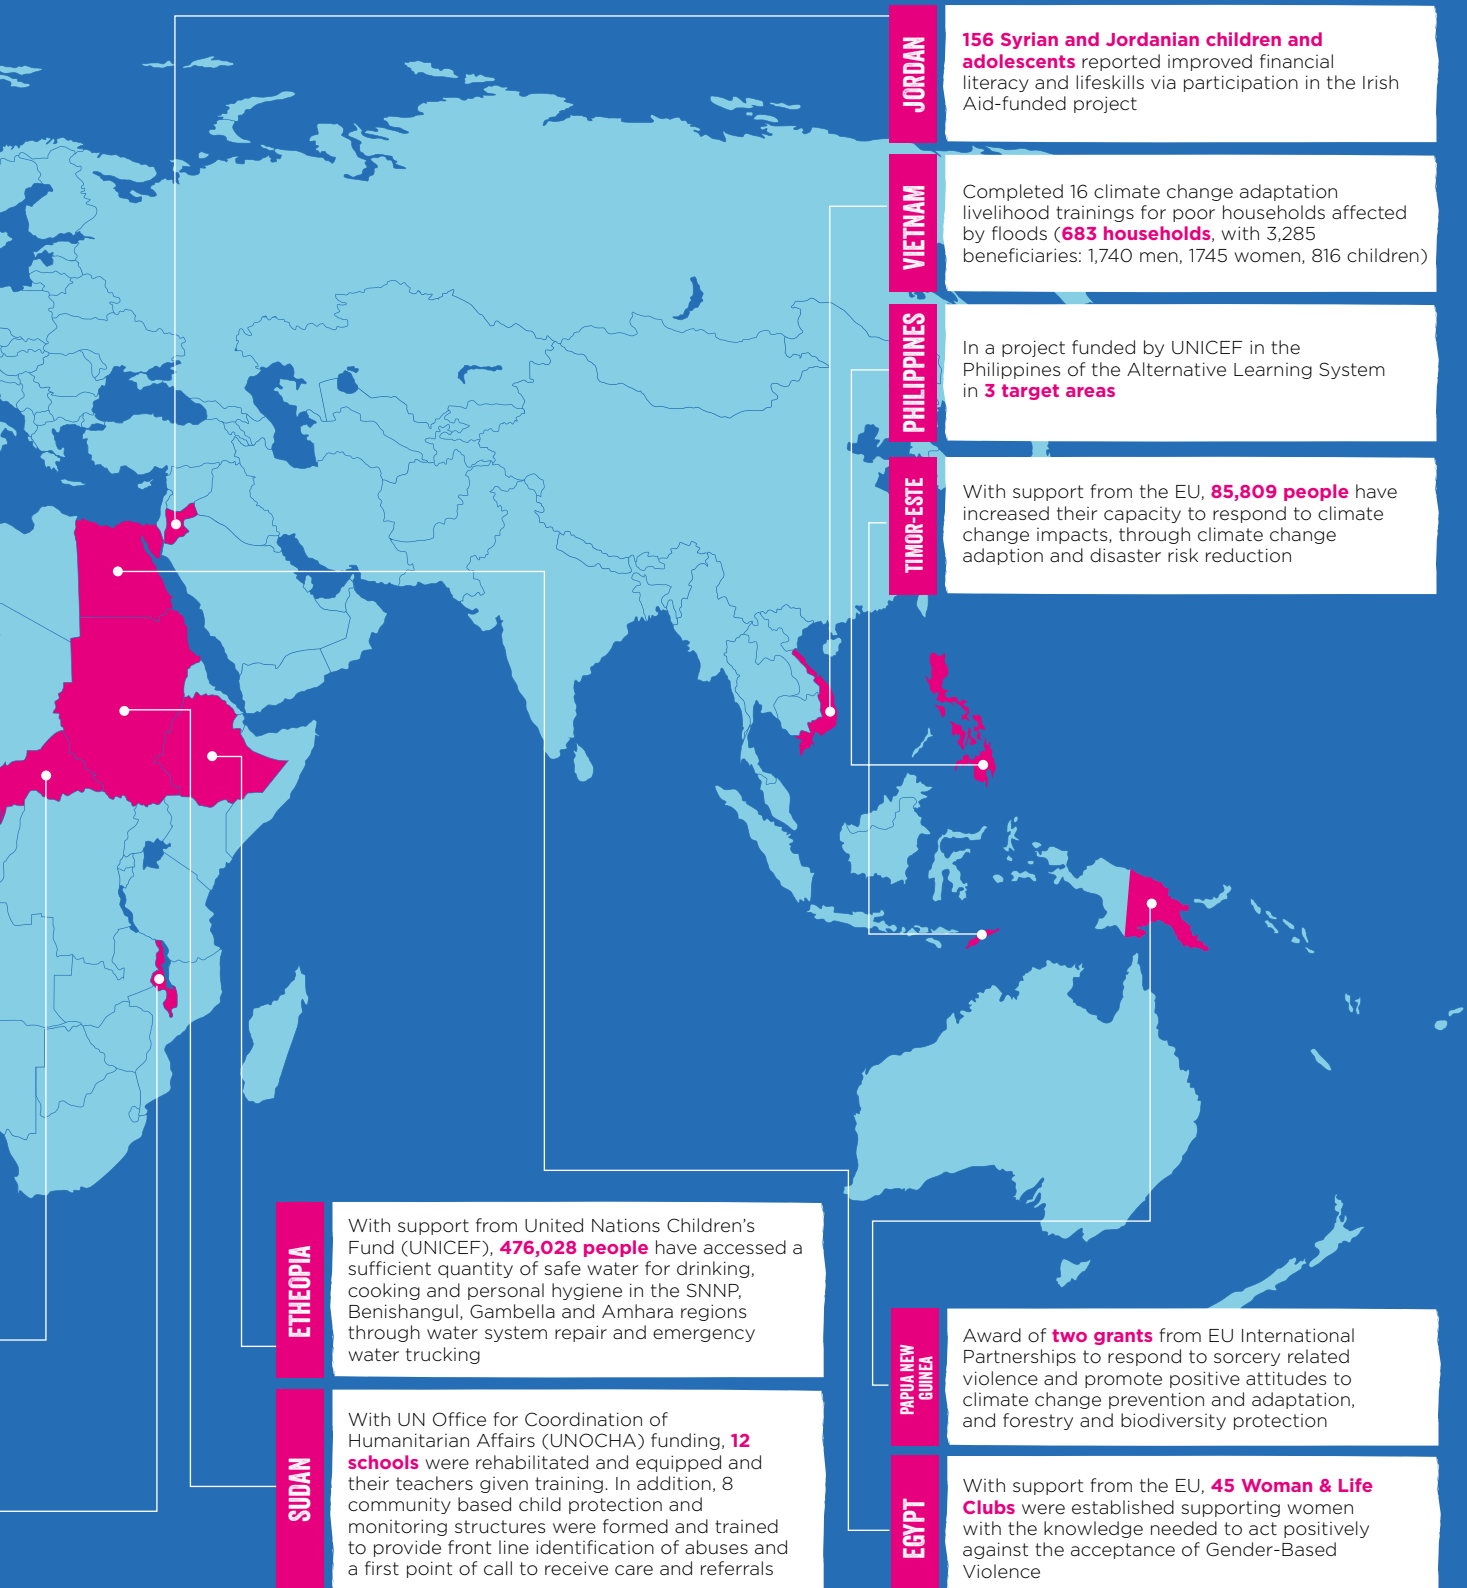 JORDAN
156 Syrian and Jordanian children and
adolescents reported improved financial
literacy and lifeskills via participation in the Irish
Aid-funded project
VIETNAM
Completed 16 climate change adaptation
livelihood trainings for poor households affected
by floods (683 households, with 3,285
beneficiaries: 1,740 men, 1745 women, 816 children)
PHILIPPINES
In a project funded by UNICEF in the
Philippines of the Alternative Learning System
in 3 target areas
TIMOR-ESTE
With support from the EU, 85,809 people have
increased their capacity to respond to climate
change impacts, through climate change
adaption and disaster risk reduction
ETHEOPIA
With support from United Nations Children’s
Fund (UNICEF), 476,028 people have accessed a
sufficient quantity of safe water for drinking,
cooking and personal hygiene in the SNNP,
Benishangul, Gambella and Amhara regions
through water system repair and emergency
water trucking
SUDAN
With UN Office for Coordination of
Humanitarian Affairs (UNOCHA) funding, 12
schools were rehabilitated and equipped and
their teachers given training. In addition, 8
community based child protection and
monitoring structures were formed and trained
to provide front line identification of abuses and
a first point of call to receive care and referrals
PAPUA NEW
GUINEA
Award of two grants from EU International
Partnerships to respond to sorcery related
violence and promote positive attitudes to
climate change prevention and adaptation,
and forestry and biodiversity protection
EGYPT
With support from the EU, 45 Woman & Life
Clubs were established supporting women
with the knowledge needed to act positively
against the acceptance of Gender-Based
Violence